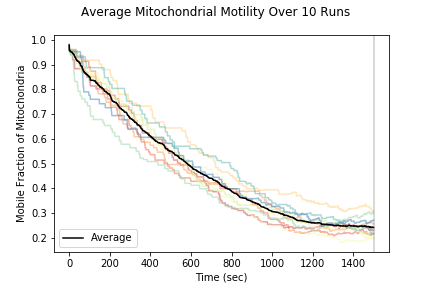 Average Mitochondrial Motility Over 10 Runs
Mobile Fraction of Mitochondria
1.0
0.9
0.8
0.7
0.6
0.5
0.4
0.3
0.2
Average
0 200 400 600 800 1000 1200 1400
Time (sec)